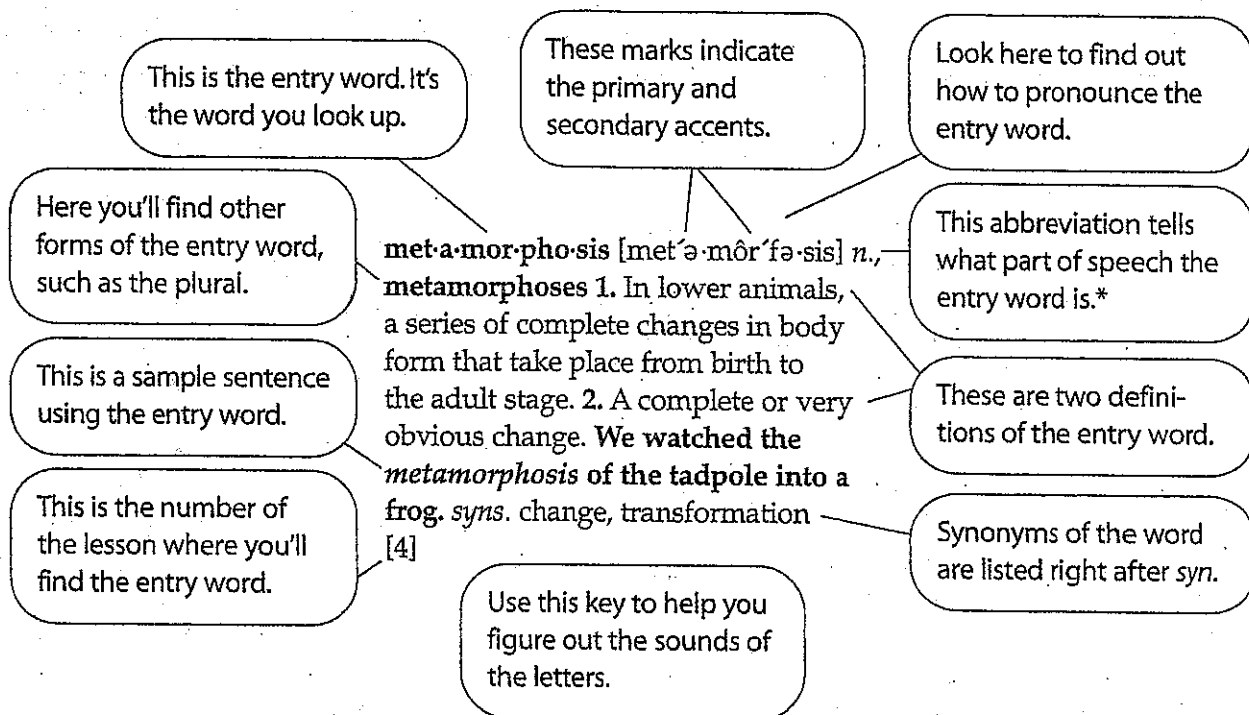 This is the entry word. It's
the word you look up.
These marks indicate
the primary and
secondary accents.
Look here to find out
how to pronounce the
entry word.
Here you'll find other
forms of the entry word,
such as the plural.
This is a sample sentence
using the entry word.
This is the number of
the lesson where you'll
find the entry word.
met·a·mor·pho·sis [met´ə·môr´fə·sis] n.,
metamorphoses 1. In lower animals,
a series of complete changes in body
form that take place from birth to
the adult stage. 2. A complete or very
obvious change. We watched the
metamorphosis of the tadpole into a
frog. syns. change, transformation
[4]
This abbreviation tells
what part of speech the
entry word is.*
These are two defini-
tions of the entry word.
Synonyms of the word
are listed right after syn.
Use this key to help you
figure out the sounds of
the letters.